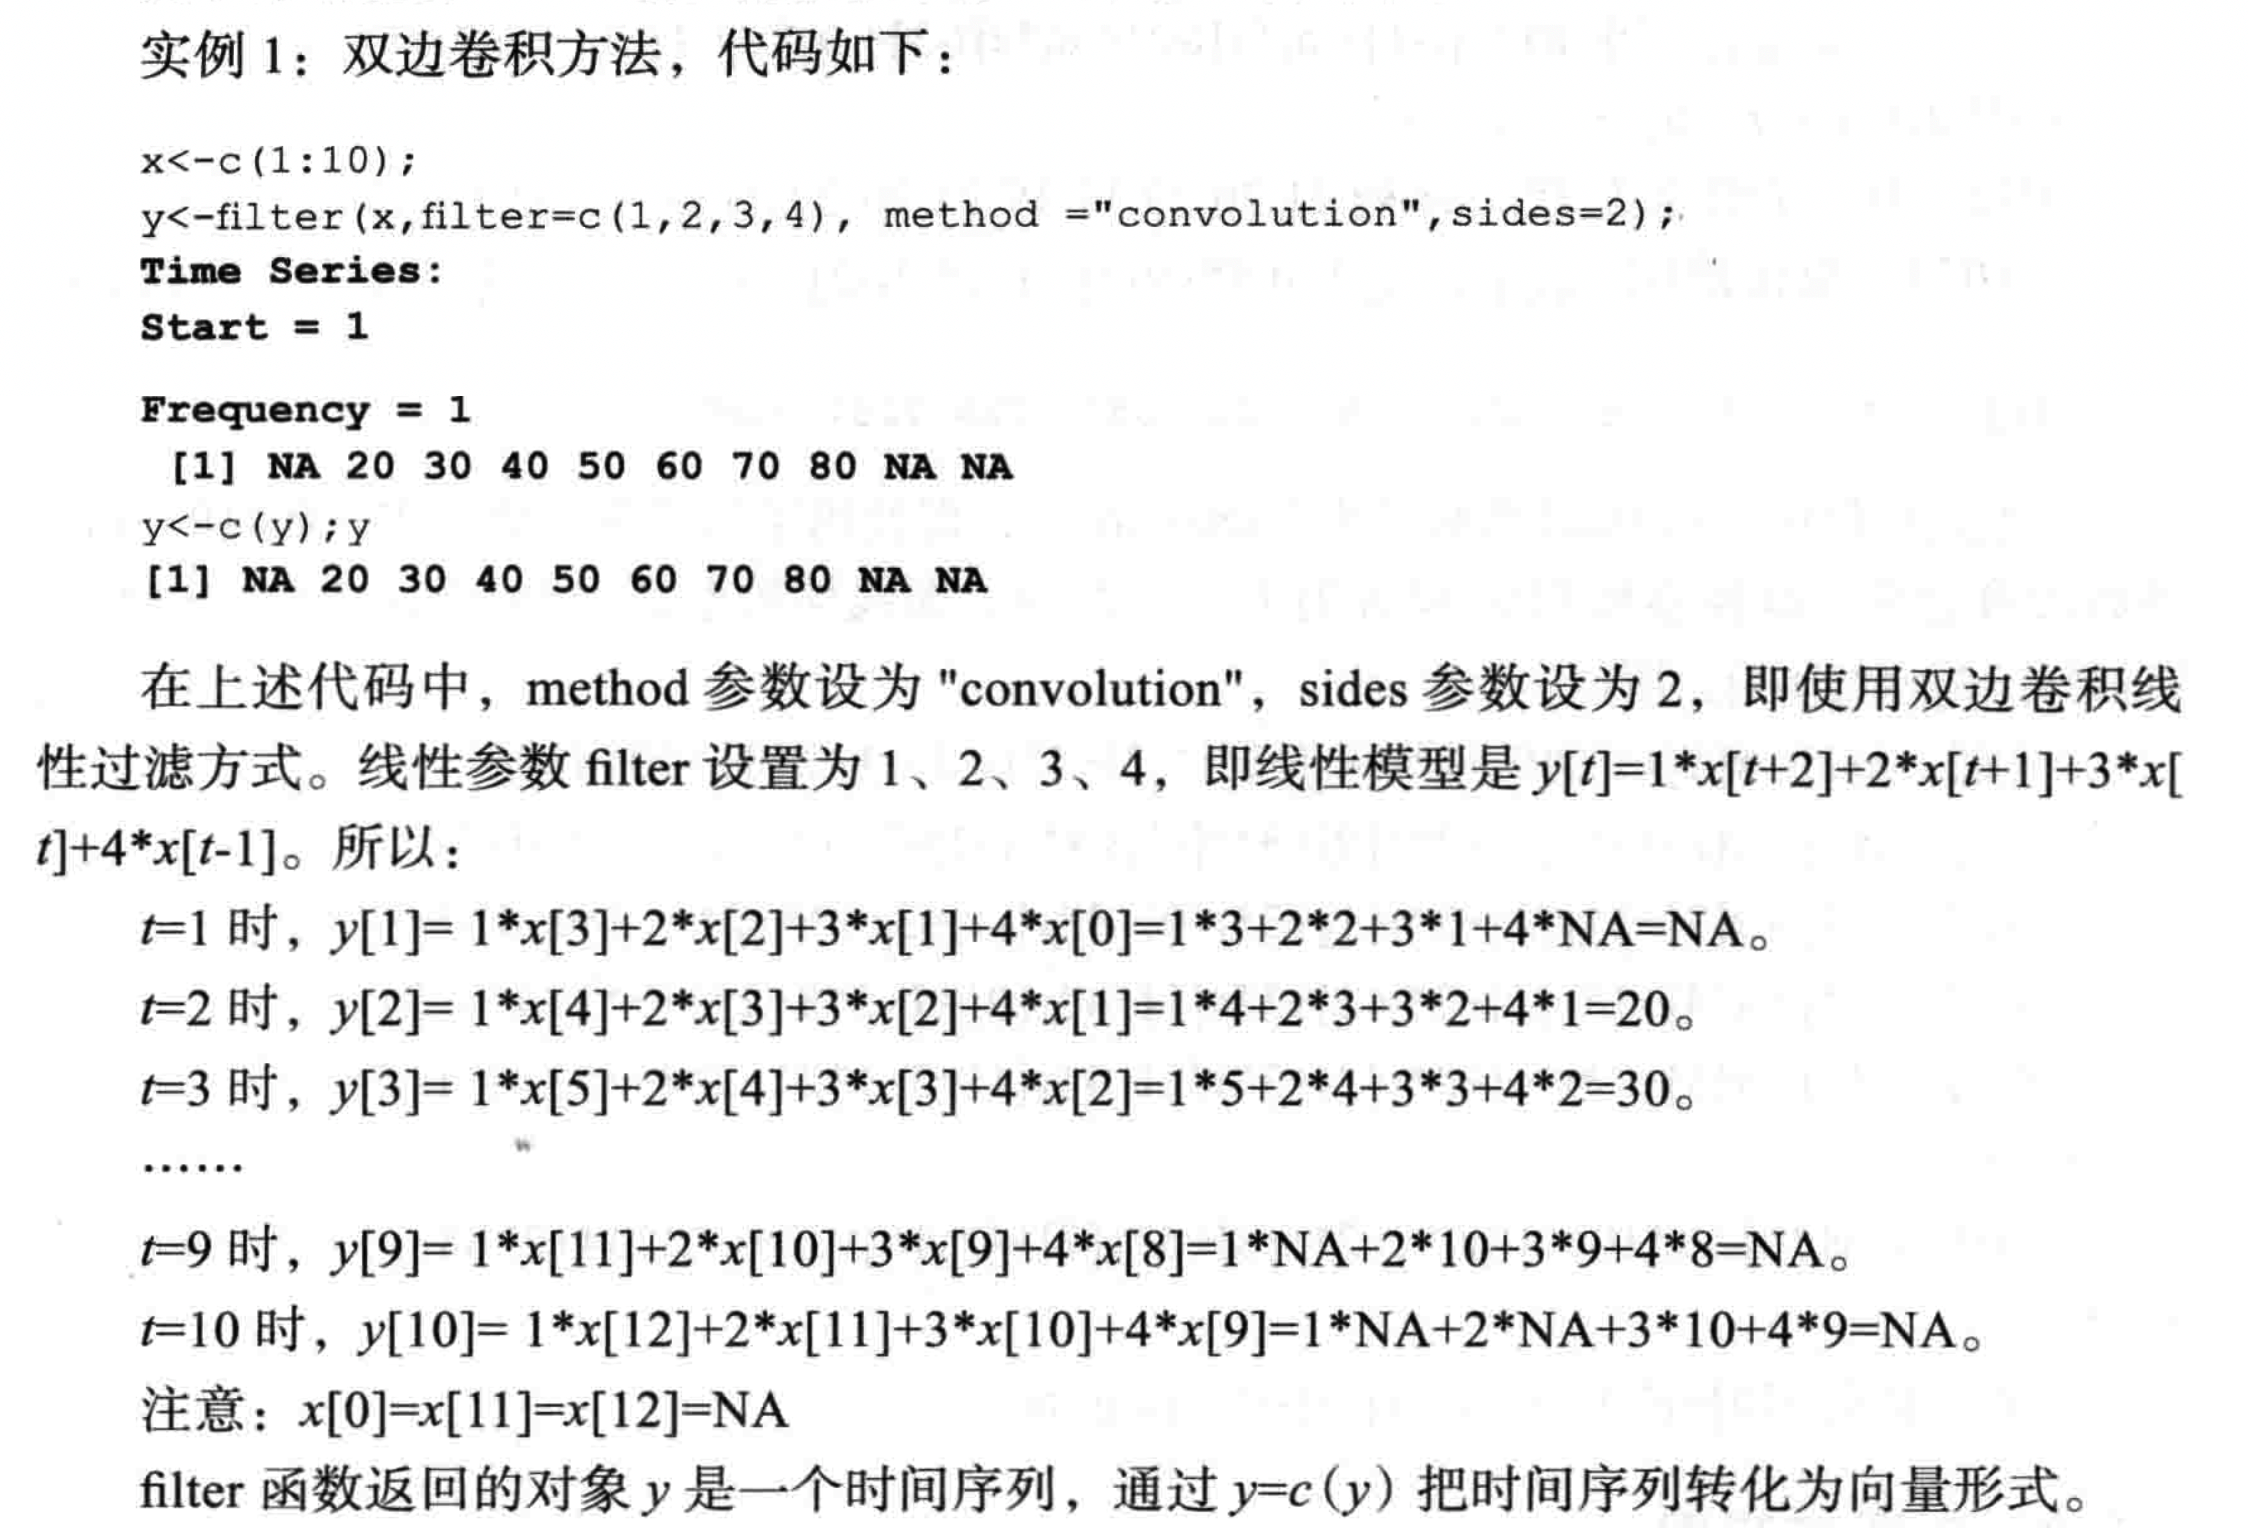 实例 1：双边卷积方法，代码如下：
x<-c(1:10);
y<-filter(x,filter=c(1,2,3,4), method ="convolution",sides=2);
Time Series:
Start = 1
Frequency = 1
[1] NA 20 30 40 50 60 70 80 NA NA
y<-c(y);y
[1] NA 20 30 40 50 60 70 80 NA NA
在上述代码中，method 参数设为 "convolution"，sides 参数设为 2，即使用双边卷积线
性过滤方式。线性参数 filter 设置为 1、2、3、4，即线性模型是 y[t]=1*x[t+2]+2*x[t+1]+3*x[
t]+4*x[t-1]。所以：
t=1 时，y[1]= 1*x[3]+2*x[2]+3*x[1]+4*x[0]=1*3+2*2+3*1+4*NA=NA。
t=2 时，y[2]= 1*x[4]+2*x[3]+3*x[2]+4*x[1]=1*4+2*3+3*2+4*1=20。
t=3 时，y[3]= 1*x[5]+2*x[4]+3*x[3]+4*x[2]=1*5+2*4+3*3+4*2=30。
……
t=9 时，y[9]= 1*x[11]+2*x[10]+3*x[9]+4*x[8]=1*NA+2*10+3*9+4*8=NA。
t=10 时，y[10]= 1*x[12]+2*x[11]+3*x[10]+4*x[9]=1*NA+2*NA+3*10+4*9=NA。
注意：x[0]=x[11]=x[12]=NA
filter 函数返回的对象 y 是一个时间序列，通过 y=c(y) 把时间序列转化为向量形式。